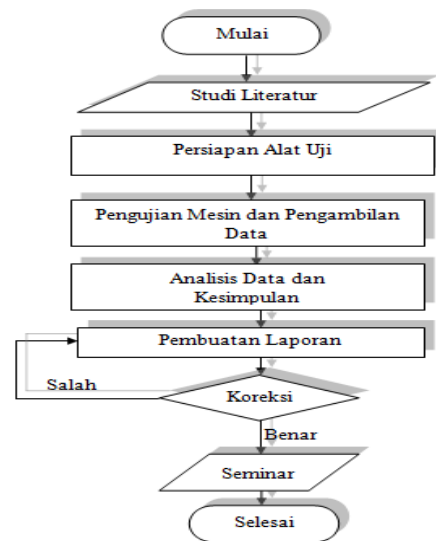 Mulai
Studi Literatur
Persiapan Alat Uji
Pengujian Mesin dan Pengambilan
Data
Analisis Data dan
Kesimpulan
Pembuatan Laporan
Salah
Koreksi
Benar
Seminar
Selesai